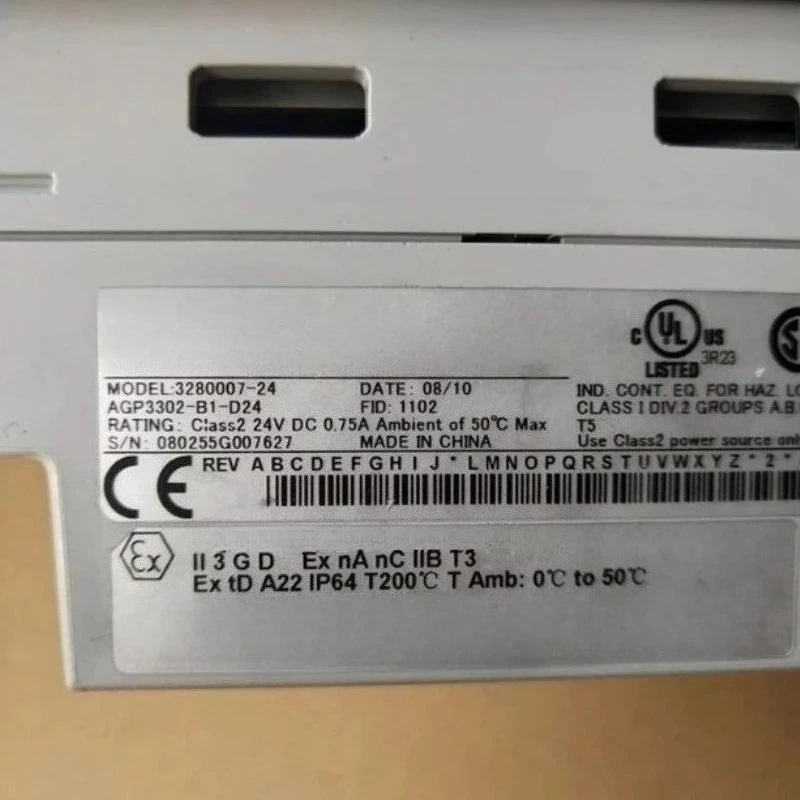 C UL US
LISTED 3R23
MODEL:3280007-24 DATE: 08/10 IND. CONT. EQ. FOR HAZ.
AGP3302-B1-D24 FID: 1102 CLASS I DIV.2 GROUPS A.B.
RATING: Class2 24V DC 0.75A Ambient of 50℃ Max T5
S/N: 080255G007627 MADE IN CHINA Use Class2 power source
CE REV A B C D E F G H I J * L M N O P Q R S T U V W X Y Z * 2 *
Ex II 3 G D Ex nA nC IIB T3
Ex tD A22 IP64 T200℃ T Amb: 0℃ to 50℃